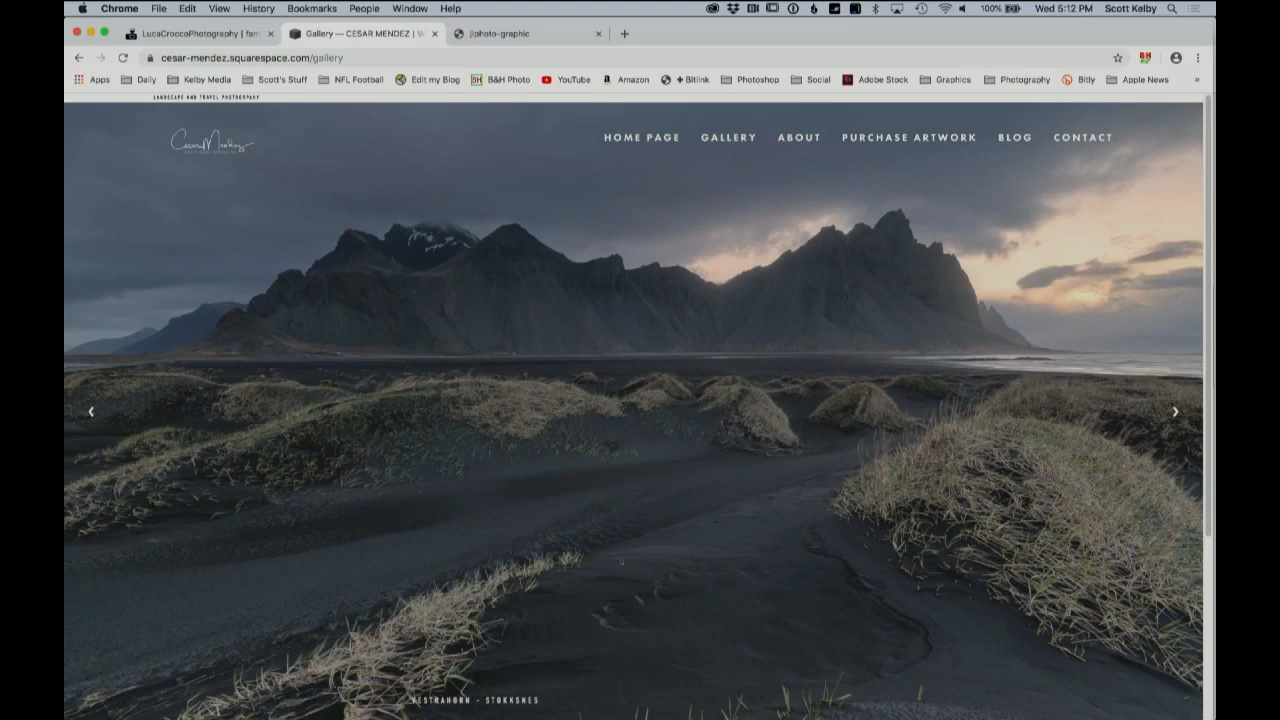 Chrome File Edit View History Bookmarks People Window Help 100% Wed 5:12 PM Scott Kelby
LucaCroccoPhotography | fam Gallery — CESAR MENDEZ | W jlphoto-graphic
cesar-mendez.squarespace.com/gallery
Apps Daily Kelby Media Scott's Stuff NFL Football Edit my Blog B&H Photo YouTube Amazon + Bitlink Photoshop Social Adobe Stock Graphics Photography Bitly Apple News »
LANDSCAPE AND TRAVEL PHOTOGRAPHY
Cesar Mendez HOME PAGE GALLERY ABOUT PURCHASE ARTWORK BLOG CONTACT
VESTRAHORN - STOKKSNES